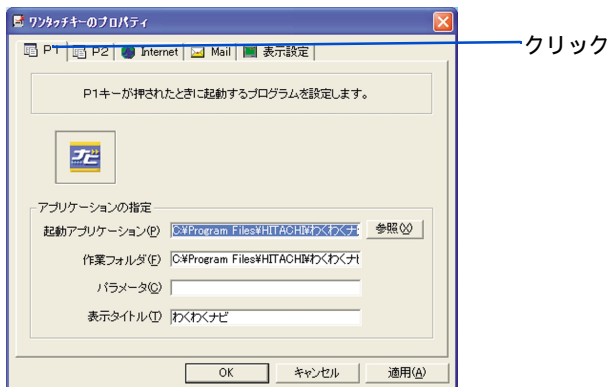 ワンタッチキーのプロパティ
P1 P2 Internet Mail 表示設定
クリック
P1キーが押されたときに起動するプログラムを設定します。
ナビ
アプリケーションの指定
起動アプリケーション(P) C:¥Program Files¥HITACHI¥わくわくナビ 参照(X)
作業フォルダ(F) C:¥Program Files¥HITACHI¥わくわくナ
パラメータ(C)
表示タイトル(T) わくわくナビ
OK キャンセル 適用(A)